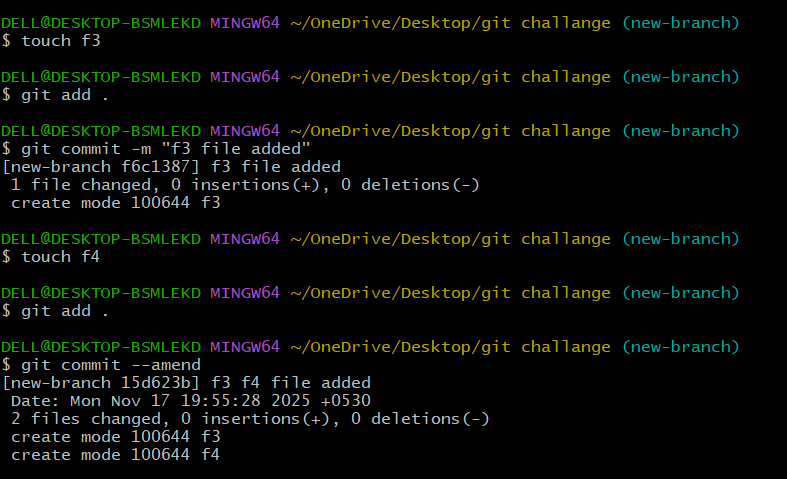 DELL@DESKTOP-BSMLEKD MINGW64 ~/OneDrive/Desktop/git challange (new-branch)
$ touch f3
DELL@DESKTOP-BSMLEKD MINGW64 ~/OneDrive/Desktop/git challange (new-branch)
$ git add .
DELL@DESKTOP-BSMLEKD MINGW64 ~/OneDrive/Desktop/git challange (new-branch)
$ git commit -m "f3 file added"
[new-branch f6c1387] f3 file added
 1 file changed, 0 insertions(+), 0 deletions(-)
 create mode 100644 f3
DELL@DESKTOP-BSMLEKD MINGW64 ~/OneDrive/Desktop/git challange (new-branch)
$ touch f4
DELL@DESKTOP-BSMLEKD MINGW64 ~/OneDrive/Desktop/git challange (new-branch)
$ git add .
DELL@DESKTOP-BSMLEKD MINGW64 ~/OneDrive/Desktop/git challange (new-branch)
$ git commit --amend
[new-branch 15d623b] f3 f4 file added
 Date: Mon Nov 17 19:55:28 2025 +0530
 2 files changed, 0 insertions(+), 0 deletions(-)
 create mode 100644 f3
 create mode 100644 f4